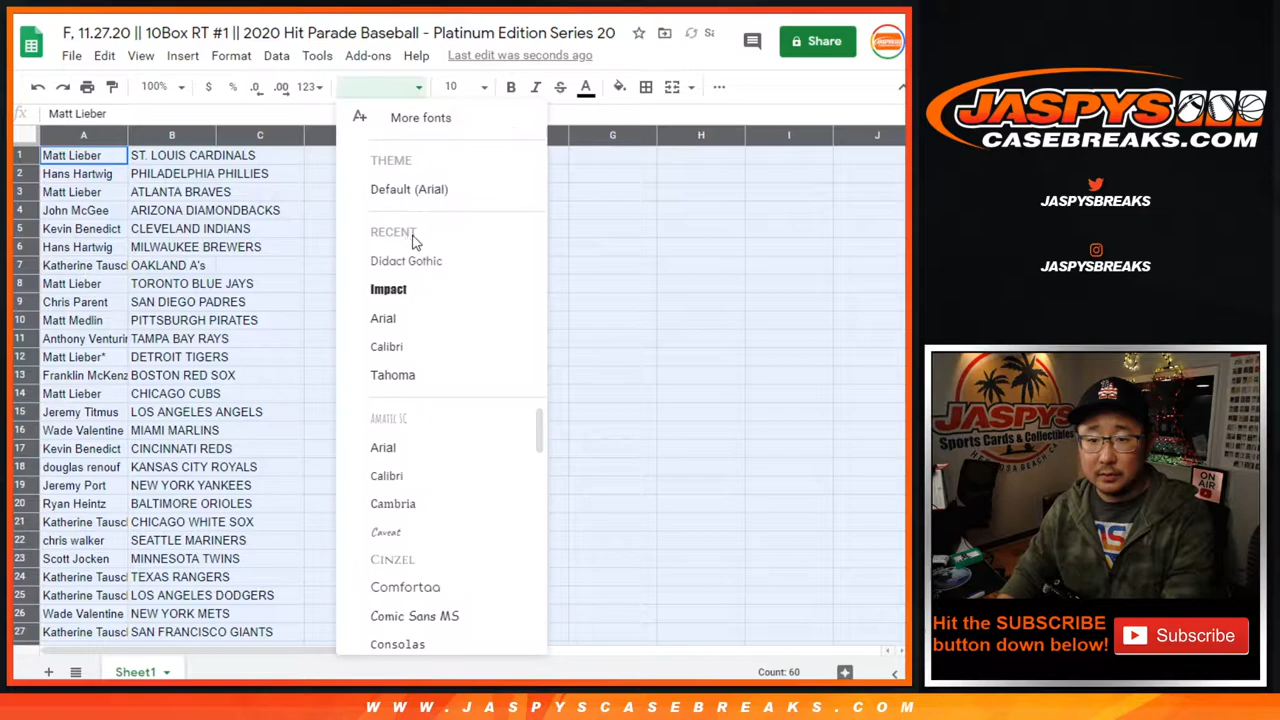 F, 11.27.20 || 10Box RT #1 || 2020 Hit Parade Baseball - Platinum Edition Series 20
File Edit View Insert Format Data Tools Add-ons Help Last edit was seconds ago
Share
100% $ % .0 .00 123 10 B I S A
fx Matt Lieber
A B C G H I J
1 Matt Lieber ST. LOUIS CARDINALS
2 Hans Hartwig PHILADELPHIA PHILLIES
3 Matt Lieber ATLANTA BRAVES
4 John McGee ARIZONA DIAMONDBACKS
5 Kevin Benedict CLEVELAND INDIANS
6 Hans Hartwig MILWAUKEE BREWERS
7 Katherine Tausc OAKLAND A's
8 Matt Lieber TORONTO BLUE JAYS
9 Chris Parent SAN DIEGO PADRES
10 Matt Medlin PITTSBURGH PIRATES
11 Anthony Venturi TAMPA BAY RAYS
12 Matt Lieber* DETROIT TIGERS
13 Franklin McKenz BOSTON RED SOX
14 Matt Lieber CHICAGO CUBS
15 Jeremy Titmus LOS ANGELES ANGELS
16 Wade Valentine MIAMI MARLINS
17 Kevin Benedict CINCINNATI REDS
18 douglas renouf KANSAS CITY ROYALS
19 Jeremy Port NEW YORK YANKEES
20 Ryan Heintz BALTIMORE ORIOLES
21 Katherine Tausc CHICAGO WHITE SOX
22 chris walker SEATTLE MARINERS
23 Scott Jocken MINNESOTA TWINS
24 Katherine Tausc TEXAS RANGERS
25 Katherine Tausc LOS ANGELES DODGERS
26 Wade Valentine NEW YORK METS
27 Katherine Tausc SAN FRANCISCO GIANTS
More fonts
THEME
Default (Arial)
RECENT
Didact Gothic
Impact
Arial
Calibri
Tahoma
AMATIC SC
Arial
Calibri
Cambria
Caveat
CINZEL
Comfortaa
Comic Sans MS
Consolas
Sheet1
Count: 60
JASPYS
CASEBREAKS.COM
JASPYSBREAKS
JASPYSBREAKS
JASPYS
Sports Cards & Collectibles
ON AIR
Hit the SUBSCRIBE
button down below!
Subscribe
WWW.JASPYSCASEBREAKS.COM